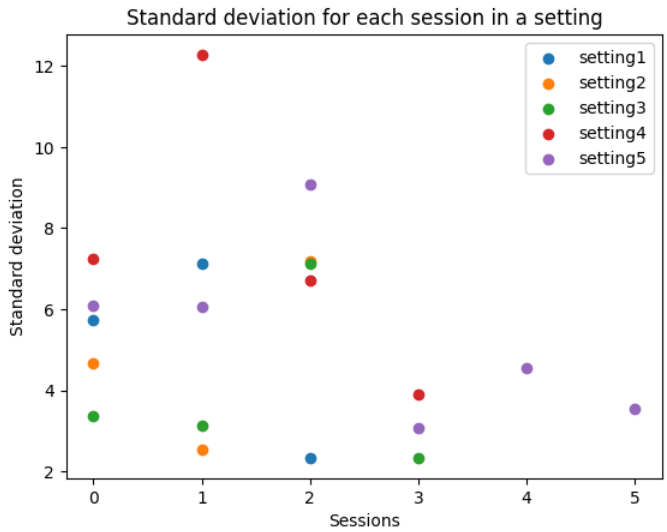 Standard deviation for each session in a setting
setting1
setting2
setting3
setting4
setting5
Standard deviation
12
10
8
6
4
2
0 1 2 3 4 5
Sessions